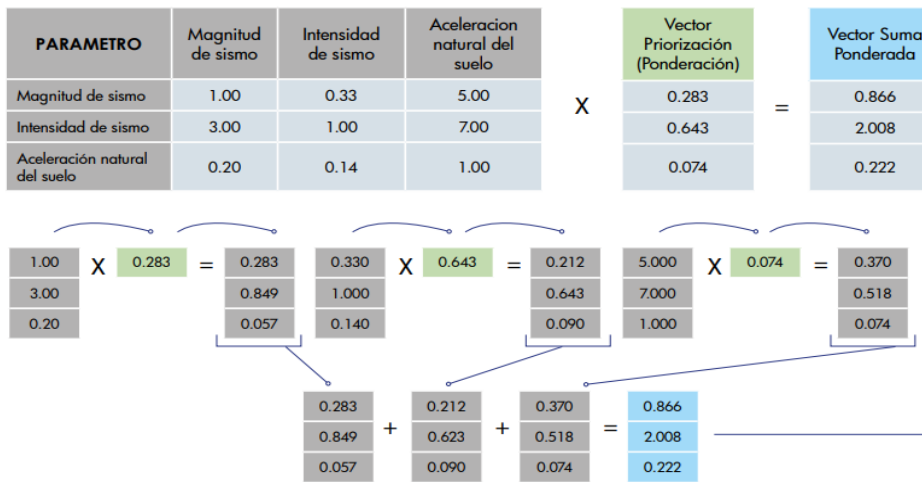 PARAMETRO Magnitud de sismo Intensidad de sismo Aceleracion natural del suelo Vector Priorización (Ponderación) Vector Suma Ponderada
Magnitud de sismo 1.00 0.33 5.00 0.283 0.866
Intensidad de sismo 3.00 1.00 7.00 X 0.643 = 2.008
Aceleración natural del suelo 0.20 0.14 1.00 0.074 0.222
1.00 X 0.283 = 0.283 0.330 X 0.643 = 0.212 5.000 X 0.074 = 0.370
3.00 0.849 1.000 0.643 7.000 0.518
0.20 0.057 0.140 0.090 1.000 0.074
0.283 0.212 0.370 0.866
0.849 + 0.623 + 0.518 = 2.008
0.057 0.090 0.074 0.222